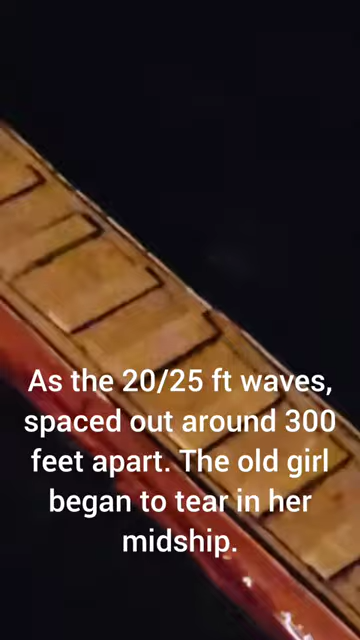 As the 20/25 ft waves,
spaced out around 300
feet apart. The old girl
began to tear in her
midship.